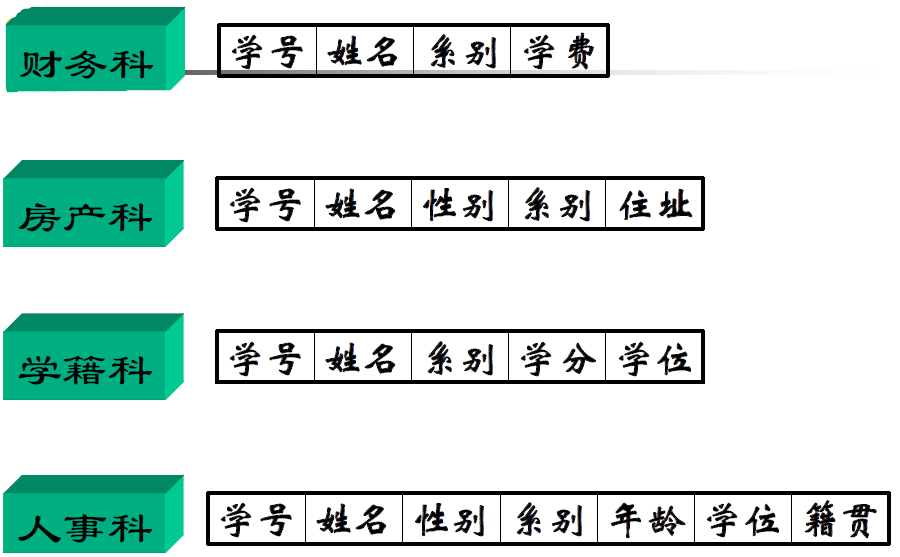 财务科 学号 姓名 系别 学费
房产科 学号 姓名 性别 系别 住址
学籍科 学号 姓名 系别 学分 学位
人事科 学号 姓名 性别 系别 年龄 学位 籍贯